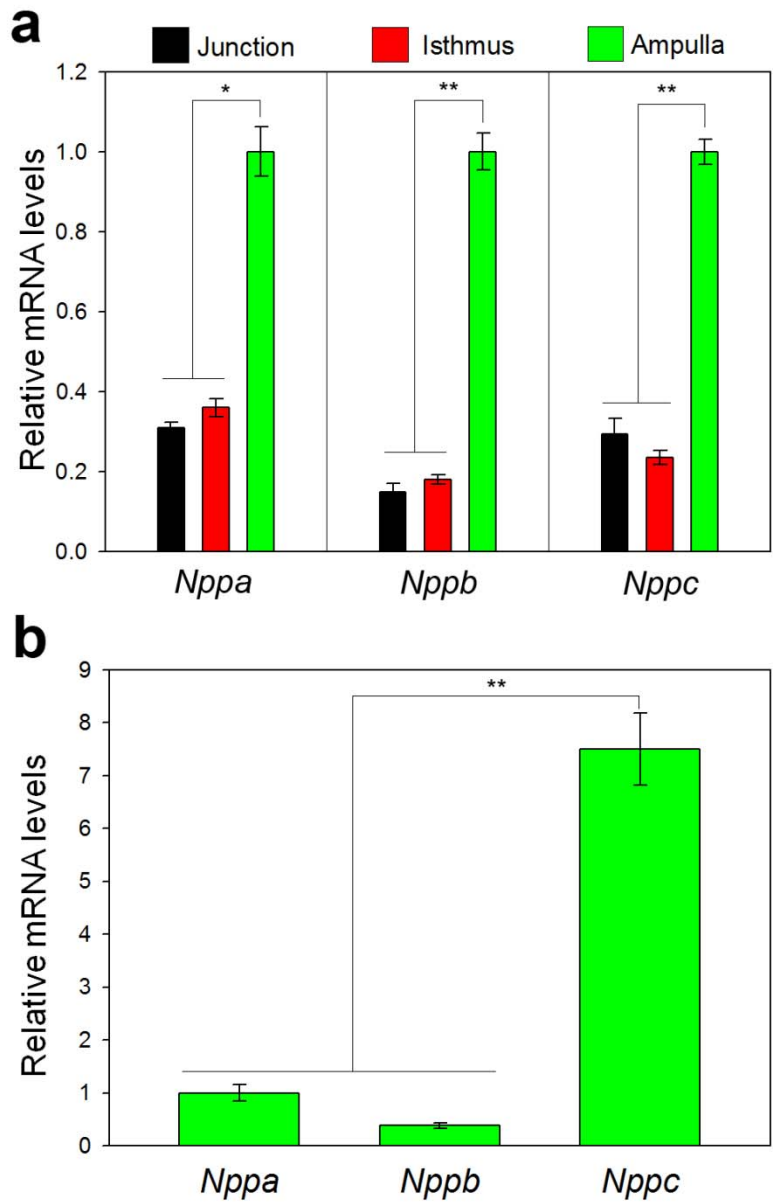 a
Junction Isthmus Ampulla
Relative mRNA levels
1.2
1.0
0.8
0.6
0.4
0.2
0.0
* ** **
Nppa Nppb Nppc
b
Relative mRNA levels
9
8
7
6
5
4
3
2
1
0
**
Nppa Nppb Nppc